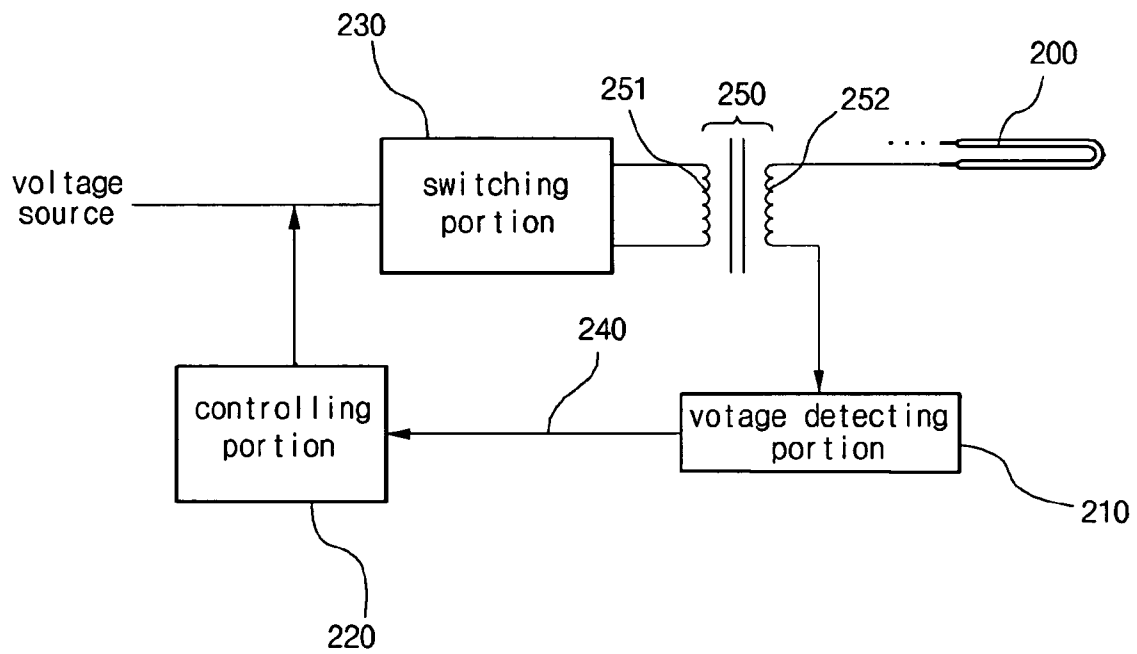 230
200
251
250
252
voltage
source
switching
portion
240
controlling
portion
votage detecting
portion
210
220